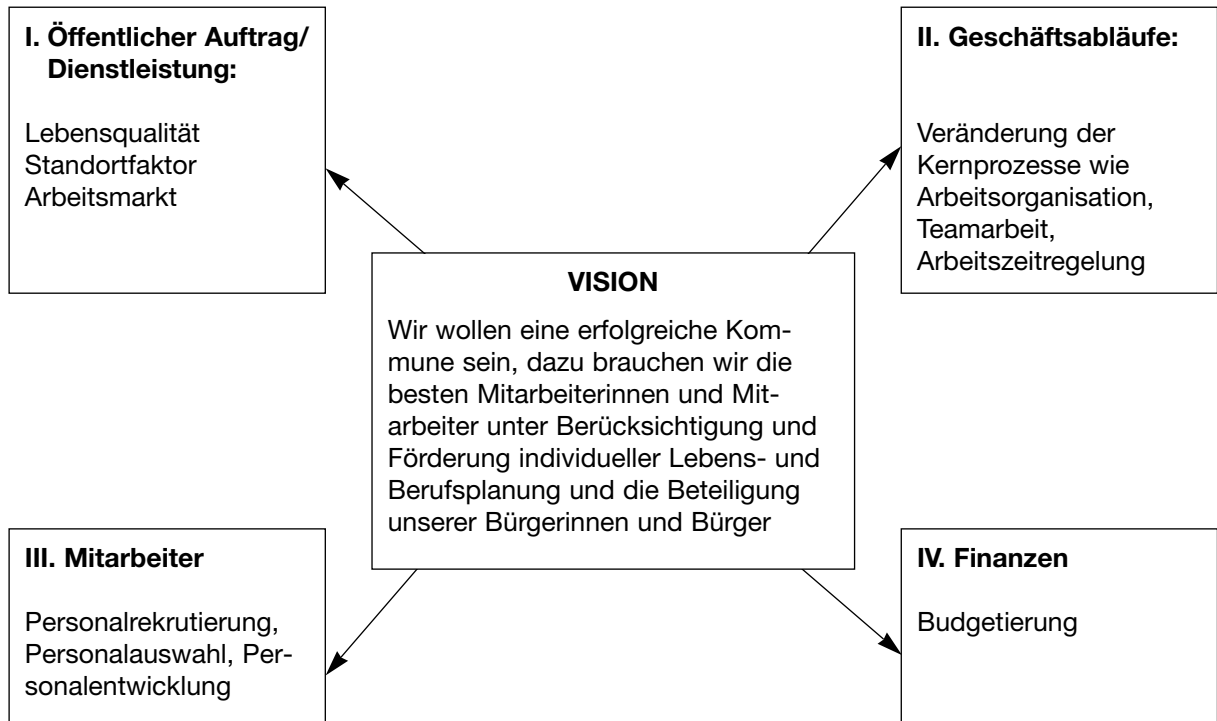 I. Öffentlicher Auftrag/
Dienstleistung:
Lebensqualität
Standortfaktor
Arbeitsmarkt
II. Geschäftsabläufe:
Veränderung der
Kernprozesse wie
Arbeitsorganisation,
Teamarbeit,
Arbeitszeitregelung
VISION
Wir wollen eine erfolgreiche Kom-
mune sein, dazu brauchen wir die
besten Mitarbeiterinnen und Mit-
arbeiter unter Berücksichtigung und
Förderung individueller Lebens- und
Berufsplanung und die Beteiligung
unserer Bürgerinnen und Bürger
III. Mitarbeiter
Personalrekrutierung,
Personalauswahl, Per-
sonalentwicklung
IV. Finanzen
Budgetierung